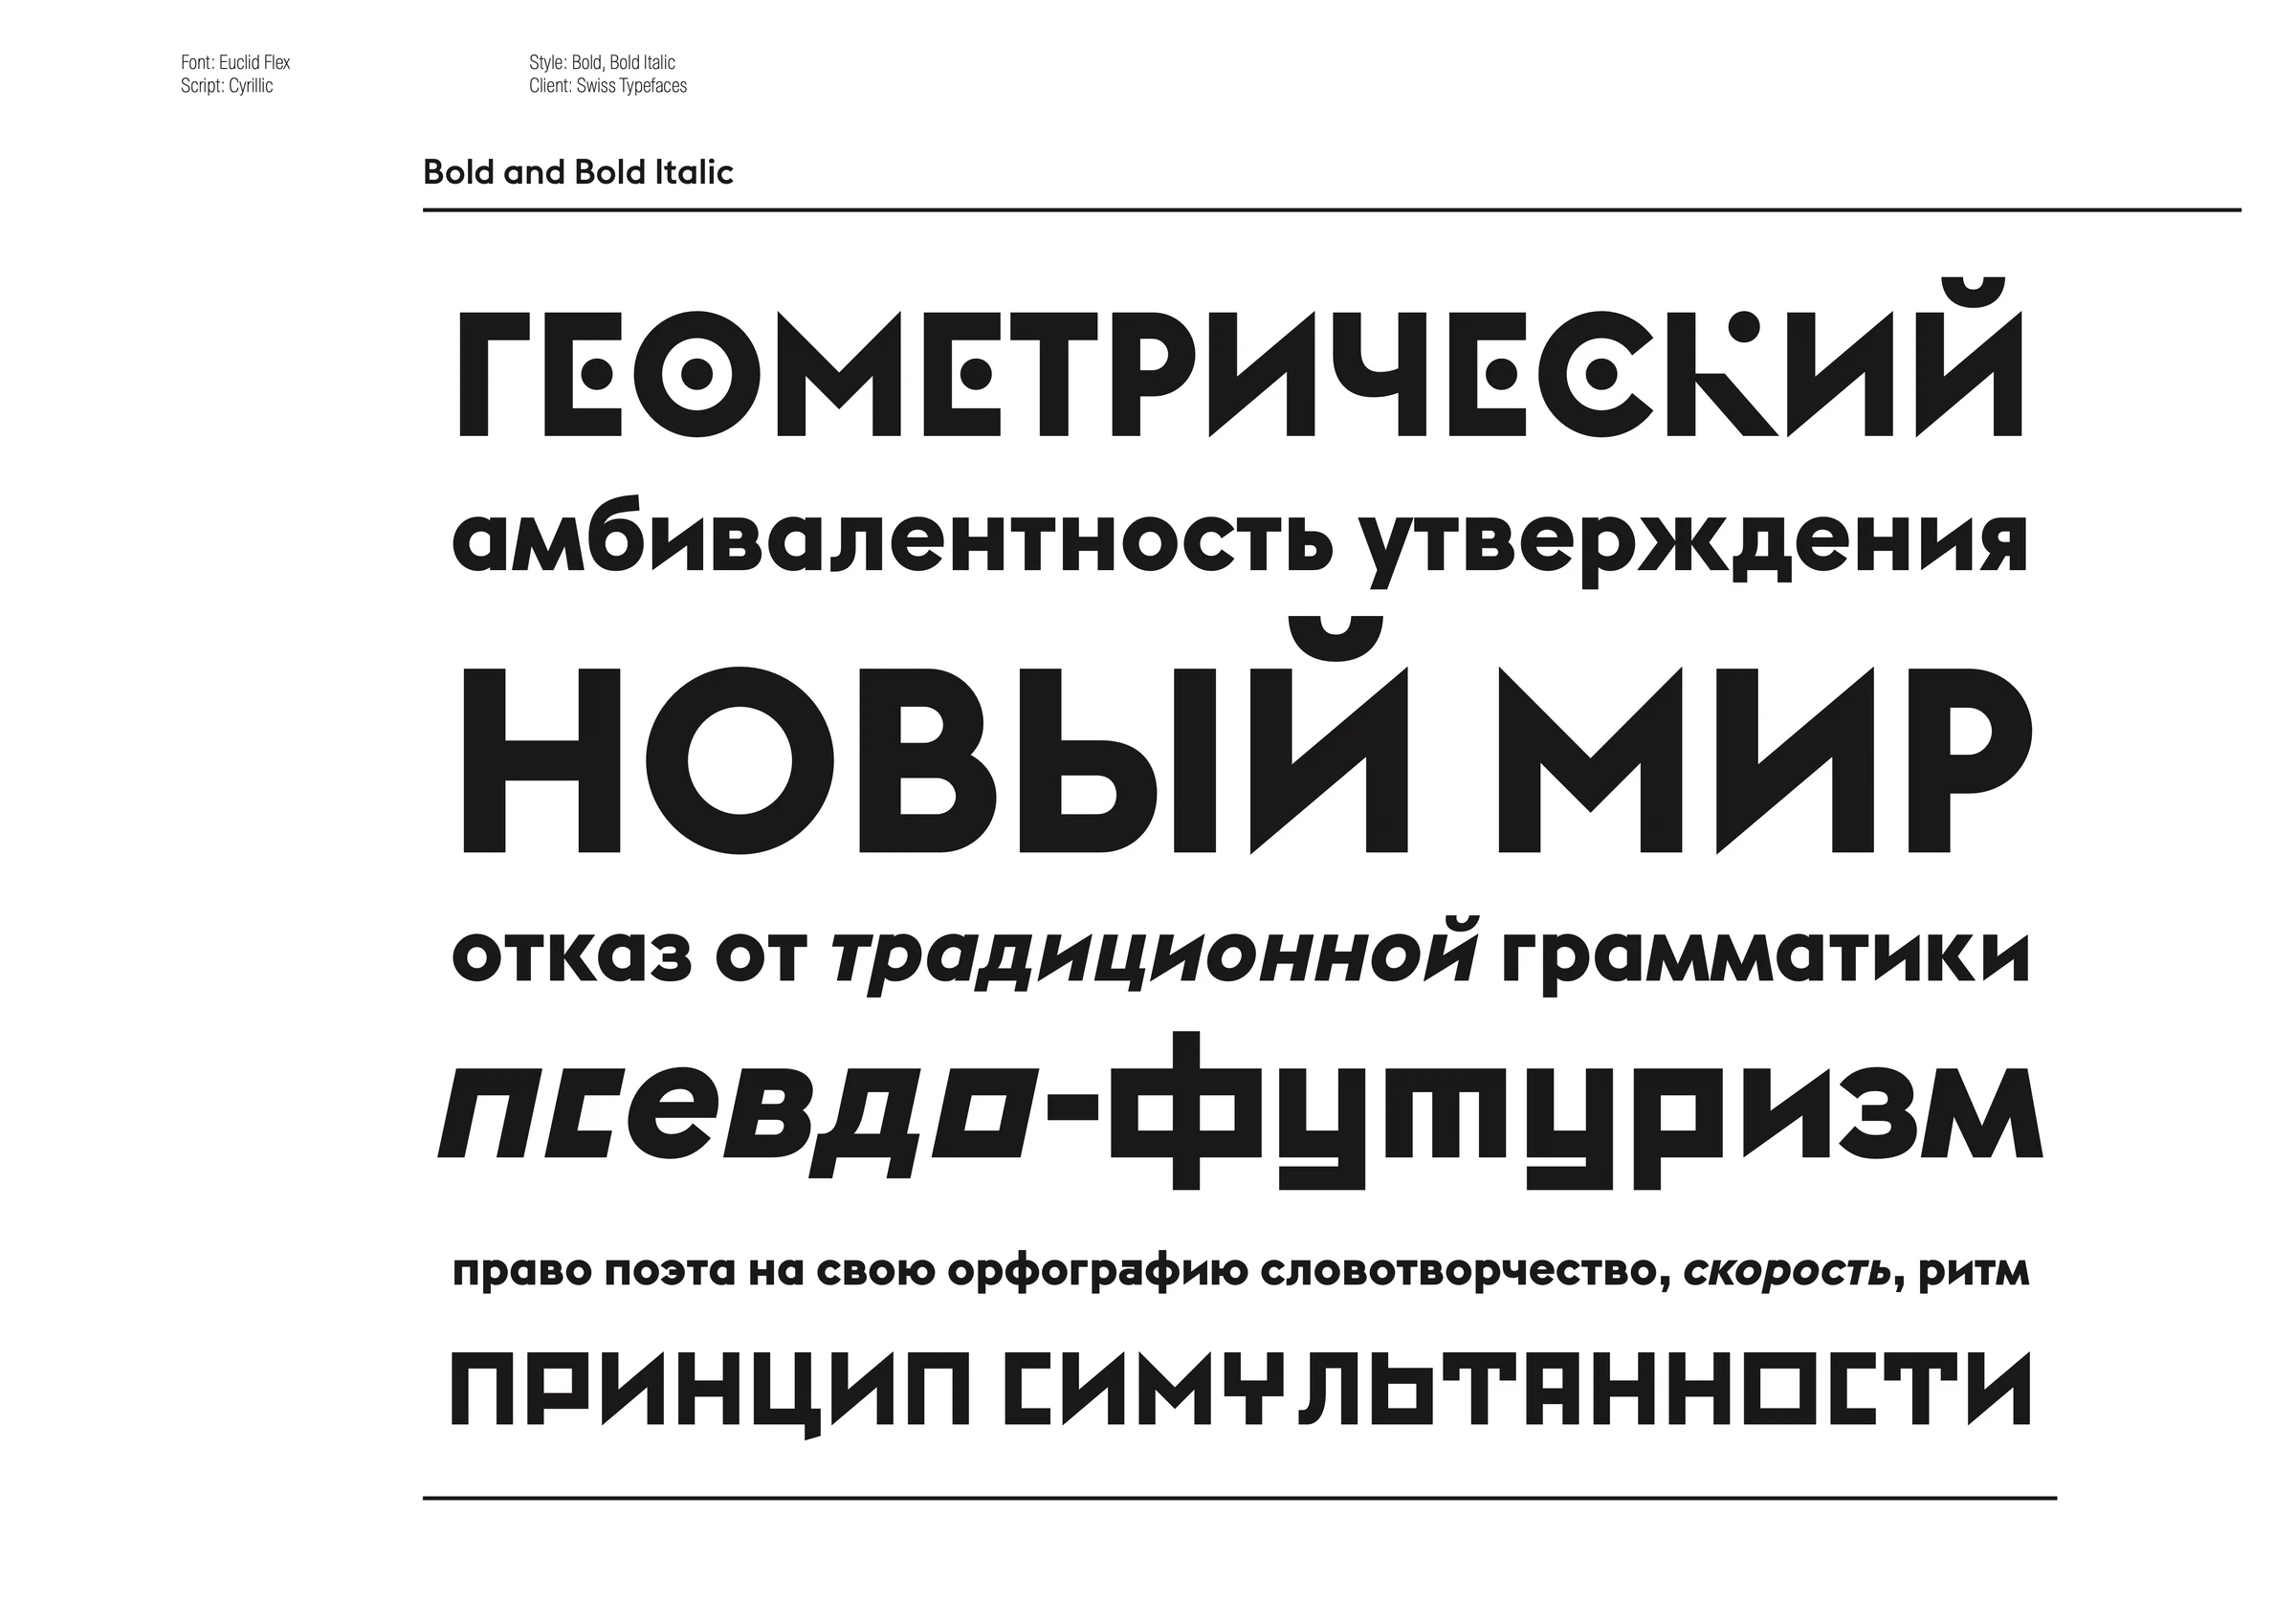 Font: Euclid Flex
Script: Cyrillic
Style: Bold, Bold Italic
Client: Swiss Typefaces
Bold and Bold Italic
ГЕОМЕТРИЧЕСКИЙ
амбивалентность утверждения
НОВЫЙ МИР
отказ от традиционной грамматики
псевдо-футуризм
право поэта на свою орфографию словотворчество, скорость, ритм
ПРИНЦИП СИМУЛЬТАННОСТИ